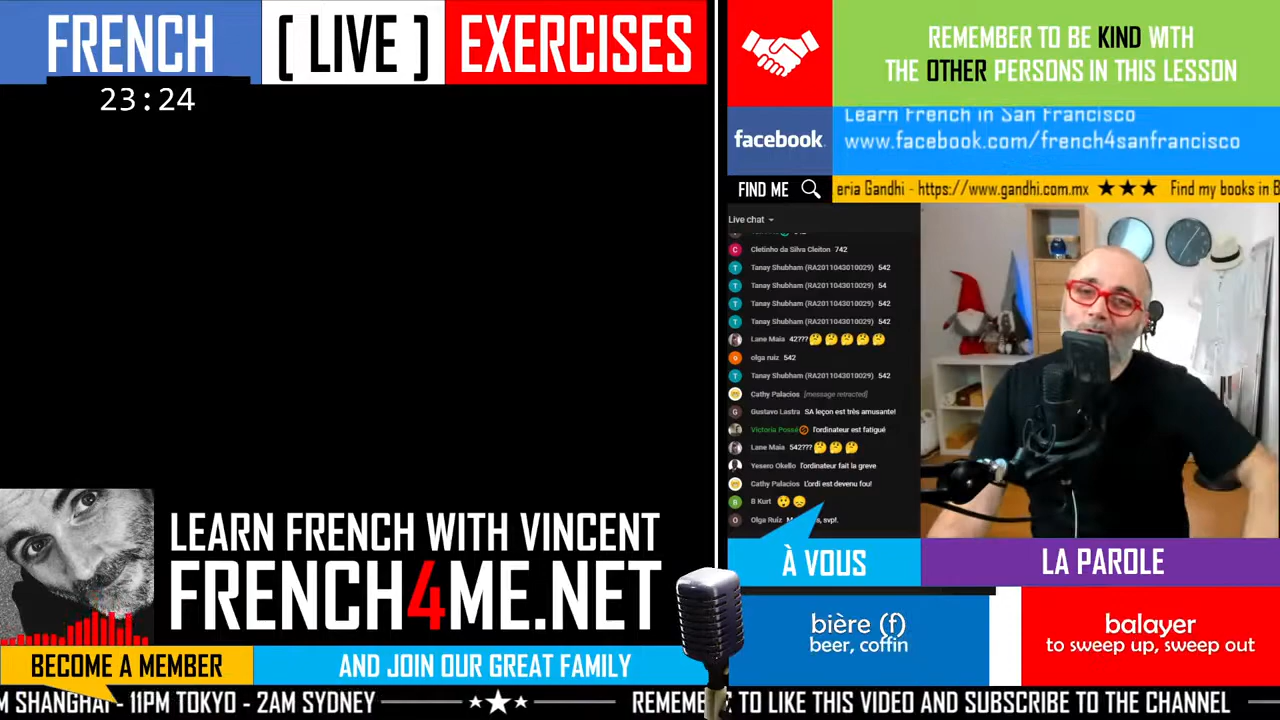 FRENCH [ LIVE ] EXERCISES
23:24
REMEMBER TO BE KIND WITH
THE OTHER PERSONS IN THIS LESSON
facebook.
Learn French in San Francisco
www.facebook.com/french4sanfrancisco
FIND ME
eria Gandhi - https://www.gandhi.com.mx ★★★ Find my books in B
Live chat
C Cletinho da Silva Cleiton 742
T Tanay Shubham (RA2011043010029) 542
T Tanay Shubham (RA2011043010029) 54
T Tanay Shubham (RA2011043010029) 542
T Tanay Shubham (RA2011043010029) 542
Lane Maia 42???🤔🤔🤔🤔🤔
o olga ruiz 542
T Tanay Shubham (RA2011043010029) 542
Cathy Palacios [message retracted]
G Gustavo Lastra SA leçon est très amusante!
Victoria Possé l'ordinateur est fatigué
Lane Maia 542???🤔🤔🤔
Yesero Okello l'ordinateur fait la greve
Cathy Palacios L'ordi est devenu fou!
B B Kurt 😲😞
O Olga Ruiz svpf.
À VOUS
LA PAROLE
LEARN FRENCH WITH VINCENT
FRENCH4ME.NET
bière (f)
beer, coffin
balayer
to sweep up, sweep out
BECOME A MEMBER
AND JOIN OUR GREAT FAMILY
M SHANGHAI - 11PM TOKYO - 2AM SYDNEY ★★★ REMEMBE TO LIKE THIS VIDEO AND SUBSCRIBE TO THE CHANNEL